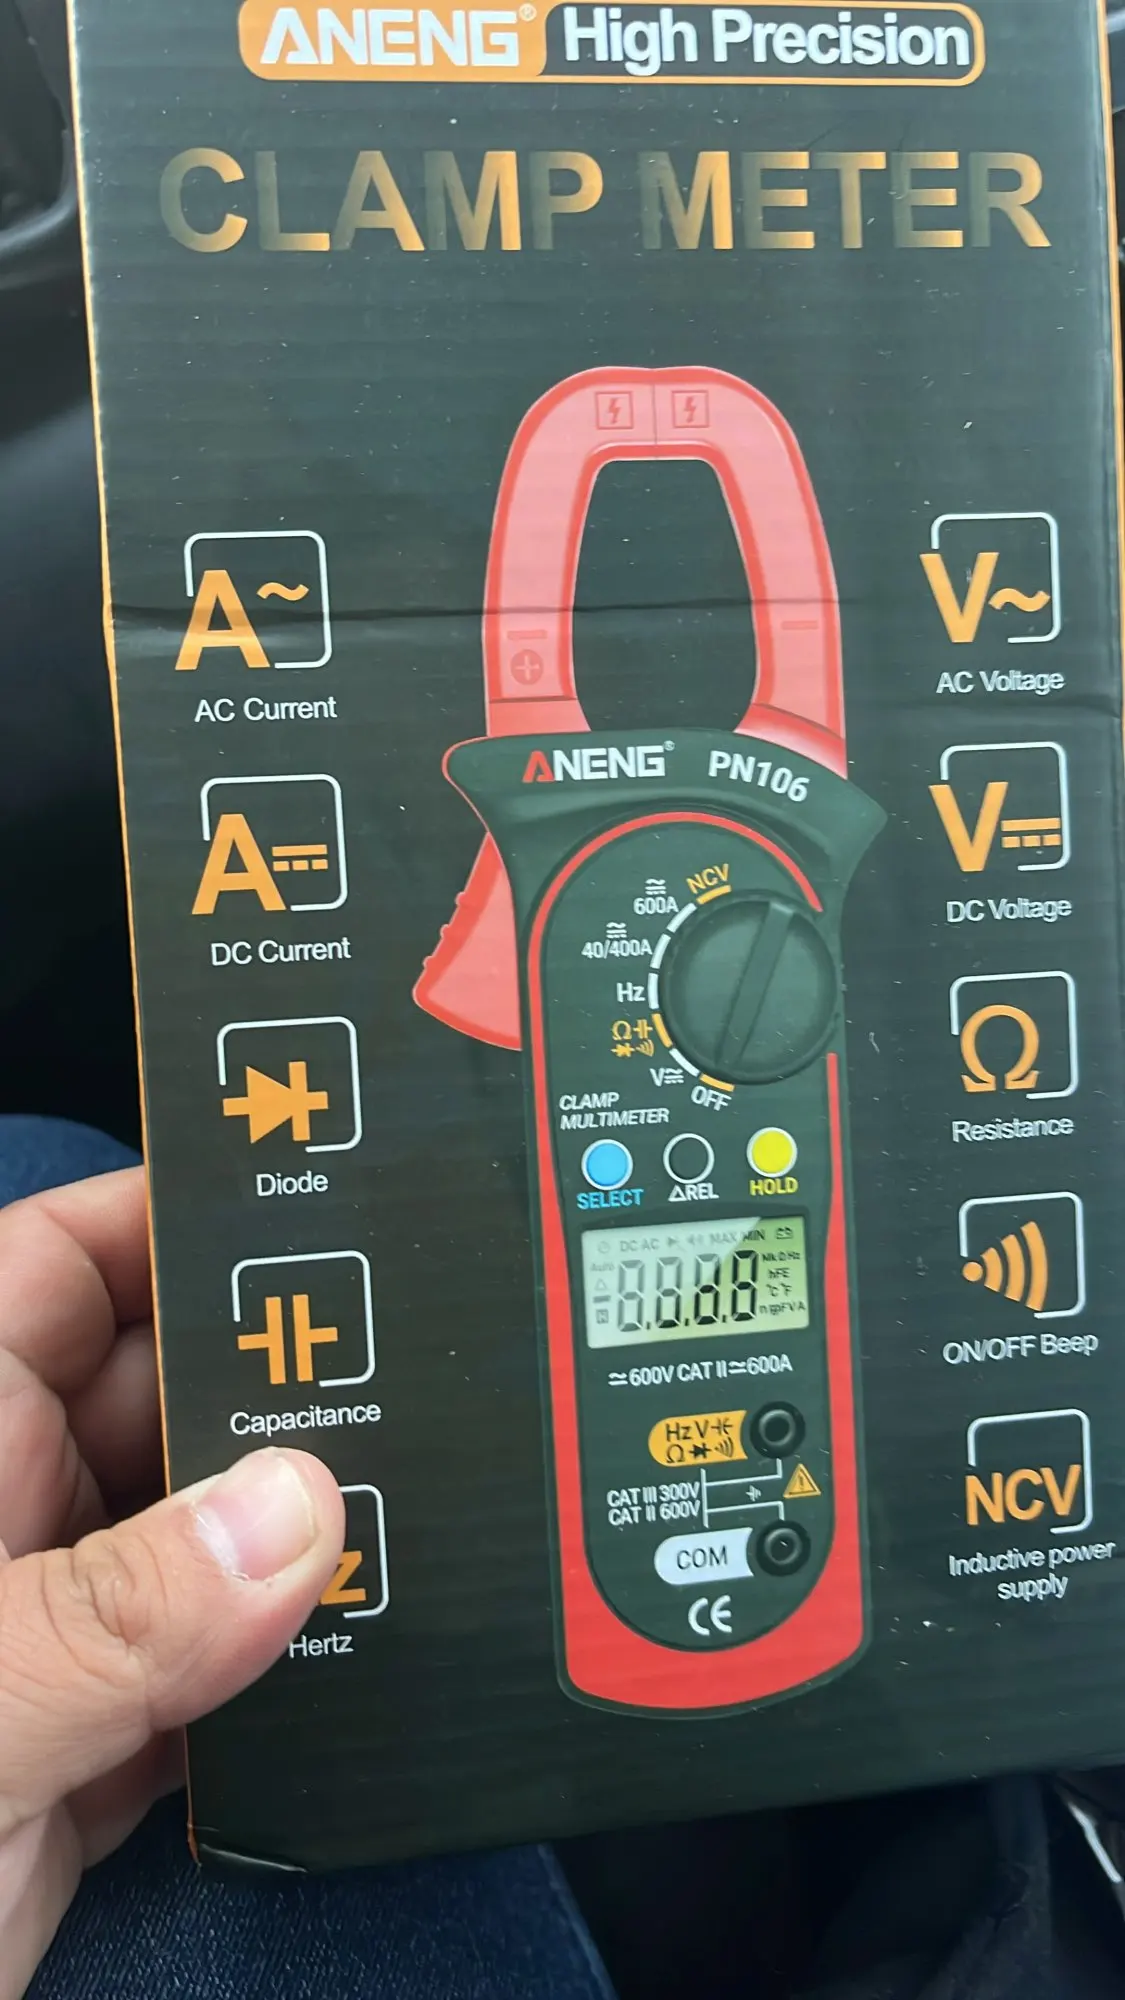 ANENG® High Precision
CLAMP METER
A~
AC Current
A
DC Current
Diode
Capacitance
z
Hertz
V~
AC Voltage
V
DC Voltage
Ω
Resistance
ON/OFF Beep
NCV
Inductive power
supply
ANENG® PN106
NCV
600A
40/400A
Hz
Ω
V
OFF
CLAMP
MULTIMETER
SELECT
△REL
HOLD
DC AC MAX MIN
Auto
8.8.8.8
hFE
°C °F
600V CAT II 600A
Hz V
Ω
CAT III 300V
CAT II 600V
COM
CE